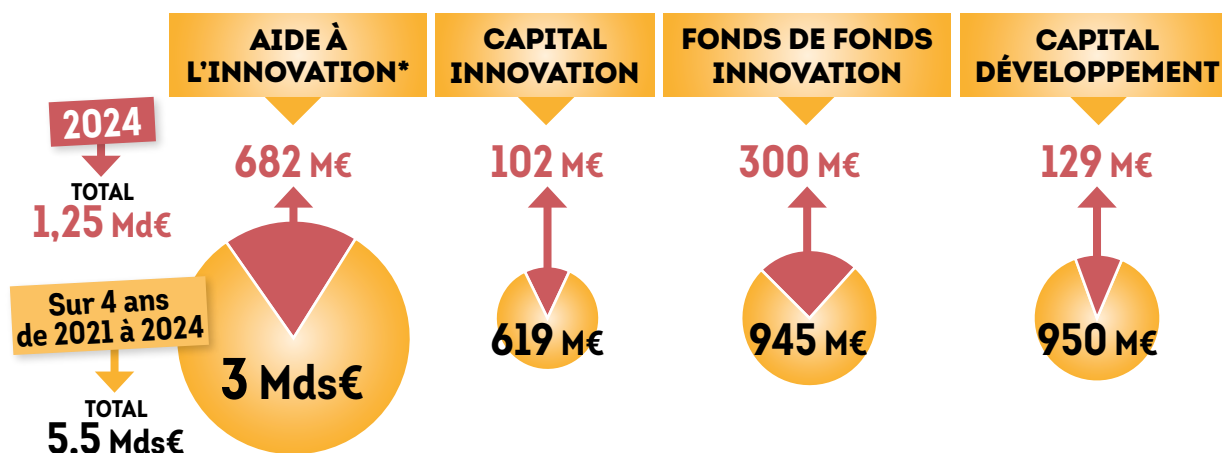 AIDE À
L'INNOVATION*
CAPITAL
INNOVATION
FONDS DE FONDS
INNOVATION
CAPITAL
DÉVELOPPEMENT
2024
TOTAL
1,25 Md€
682 M€
102 M€
300 M€
129 M€
Sur 4 ans
de 2021 à 2024
TOTAL
5,5 Mds€
3 Mds€
619 M€
945 M€
950 M€